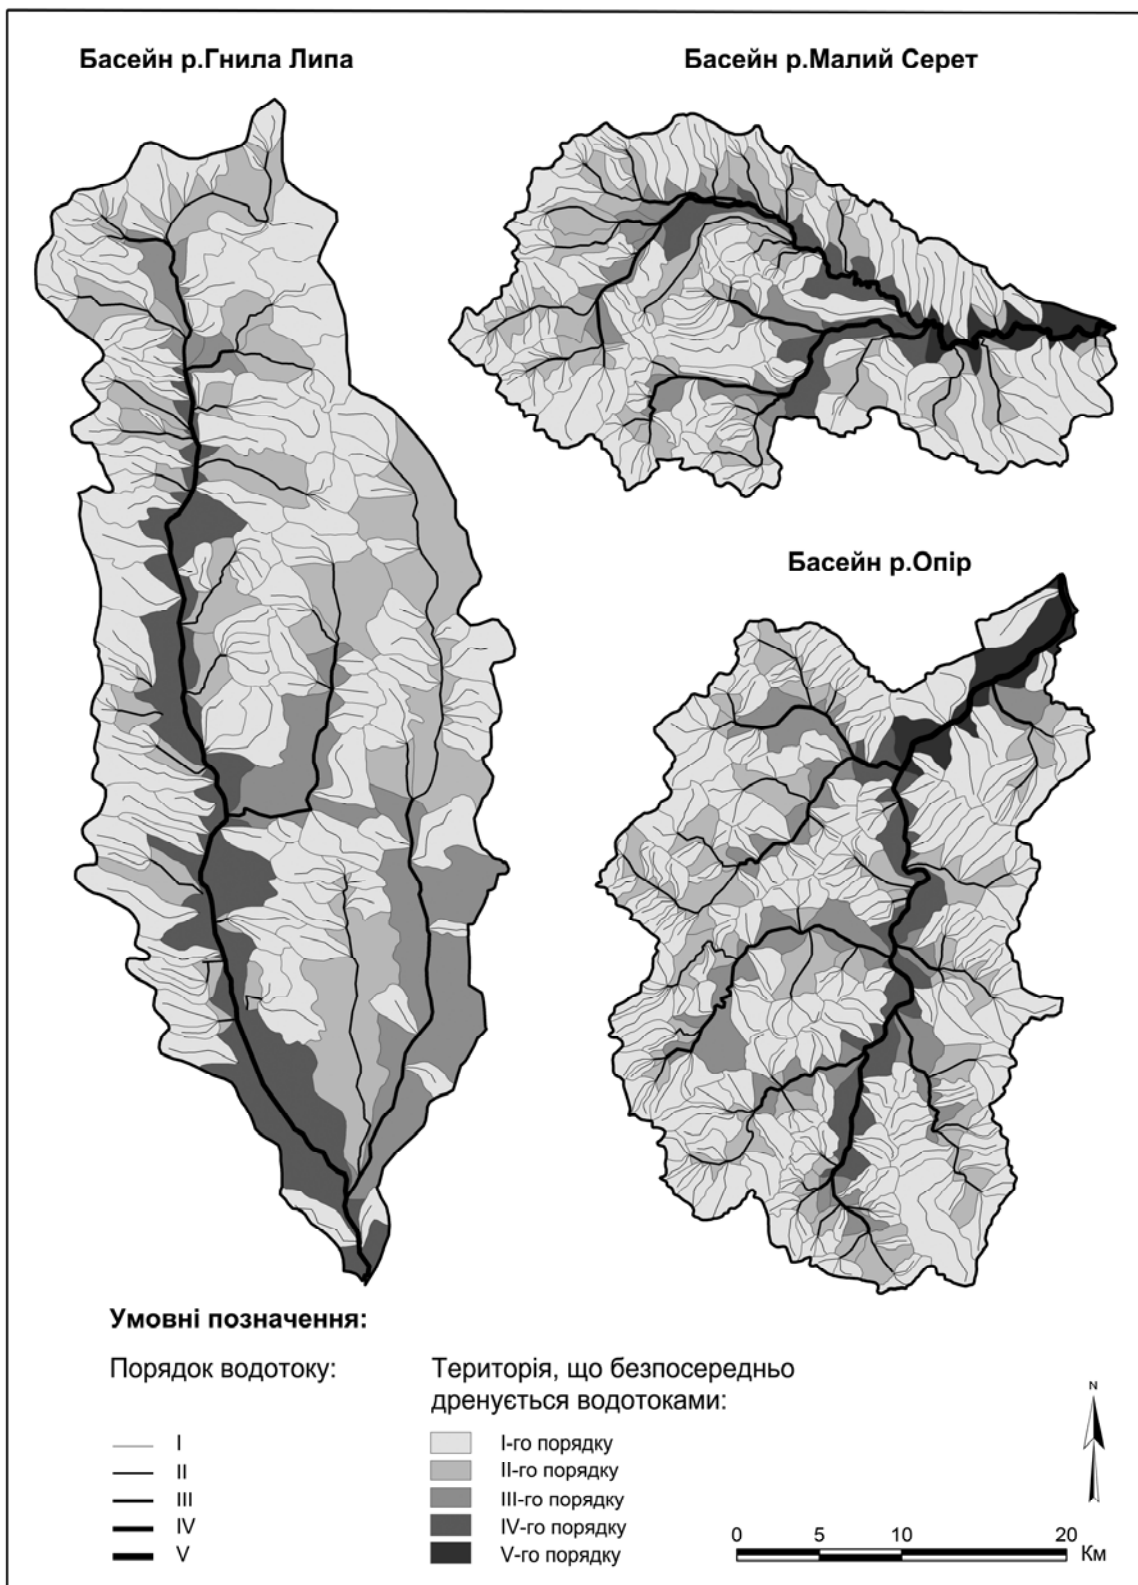 Басейн р.Гнила Липа
Басейн р.Малий Серет
Басейн р.Опір
Умовні позначення:
Порядок водотоку:
I
II
III
IV
V
Територія, що безпосередньо
дренується водотоками:
I-го порядку
II-го порядку
III-го порядку
IV-го порядку
V-го порядку
N
0 5 10 20
Км